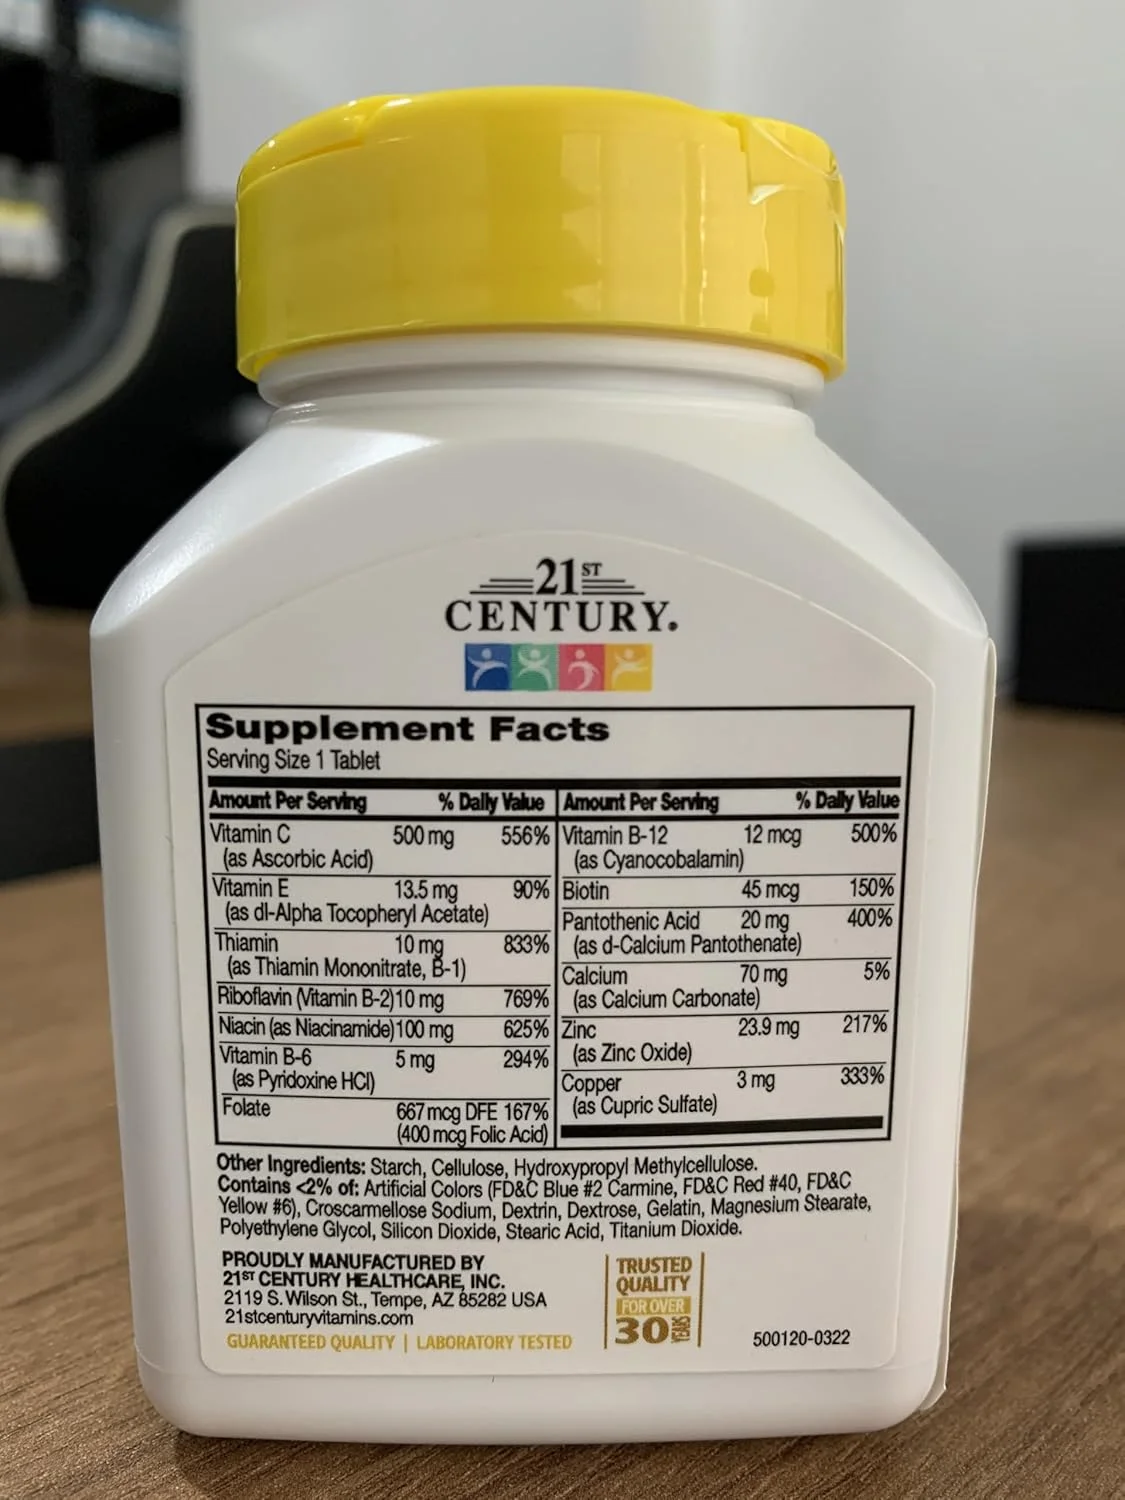 21ST
CENTURY.
Supplement Facts
Serving Size 1 Tablet
Amount Per Serving % Daily Value
Vitamin C 500 mg 556%
(as Ascorbic Acid)
Vitamin E 13.5 mg 90%
(as dl-Alpha Tocopheryl Acetate)
Thiamin 10 mg 833%
(as Thiamin Mononitrate, B-1)
Riboflavin (Vitamin B-2) 10 mg 769%
Niacin (as Niacinamide) 100 mg 625%
Vitamin B-6 5 mg 294%
(as Pyridoxine HCl)
Folate 667 mcg DFE 167%
(400 mcg Folic Acid)
Amount Per Serving % Daily Value
Vitamin B-12 12 mcg 500%
(as Cyanocobalamin)
Biotin 45 mcg 150%
Pantothenic Acid 20 mg 400%
(as d-Calcium Pantothenate)
Calcium 70 mg 5%
(as Calcium Carbonate)
Zinc 23.9 mg 217%
(as Zinc Oxide)
Copper 3 mg 333%
(as Cupric Sulfate)
Other Ingredients: Starch, Cellulose, Hydroxypropyl Methylcellulose.
Contains <2% of: Artificial Colors (FD&C Blue #2 Carmine, FD&C Red #40, FD&C
Yellow #6), Croscarmellose Sodium, Dextrin, Dextrose, Gelatin, Magnesium Stearate,
Polyethylene Glycol, Silicon Dioxide, Stearic Acid, Titanium Dioxide.
PROUDLY MANUFACTURED BY
21ST CENTURY HEALTHCARE, INC.
2119 S. Wilson St., Tempe, AZ 85282 USA
21stcenturyvitamins.com
GUARANTEED QUALITY | LABORATORY TESTED
TRUSTED
QUALITY
FOR OVER
30 YEARS
500120-0322